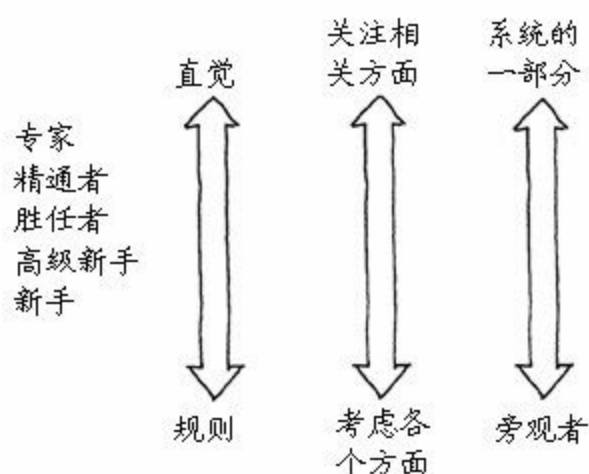 直觉
关注相
关方面
系统的
一部分
专家
精通者
胜任者
高级新手
新手
规则
考虑各
个方面
旁观者